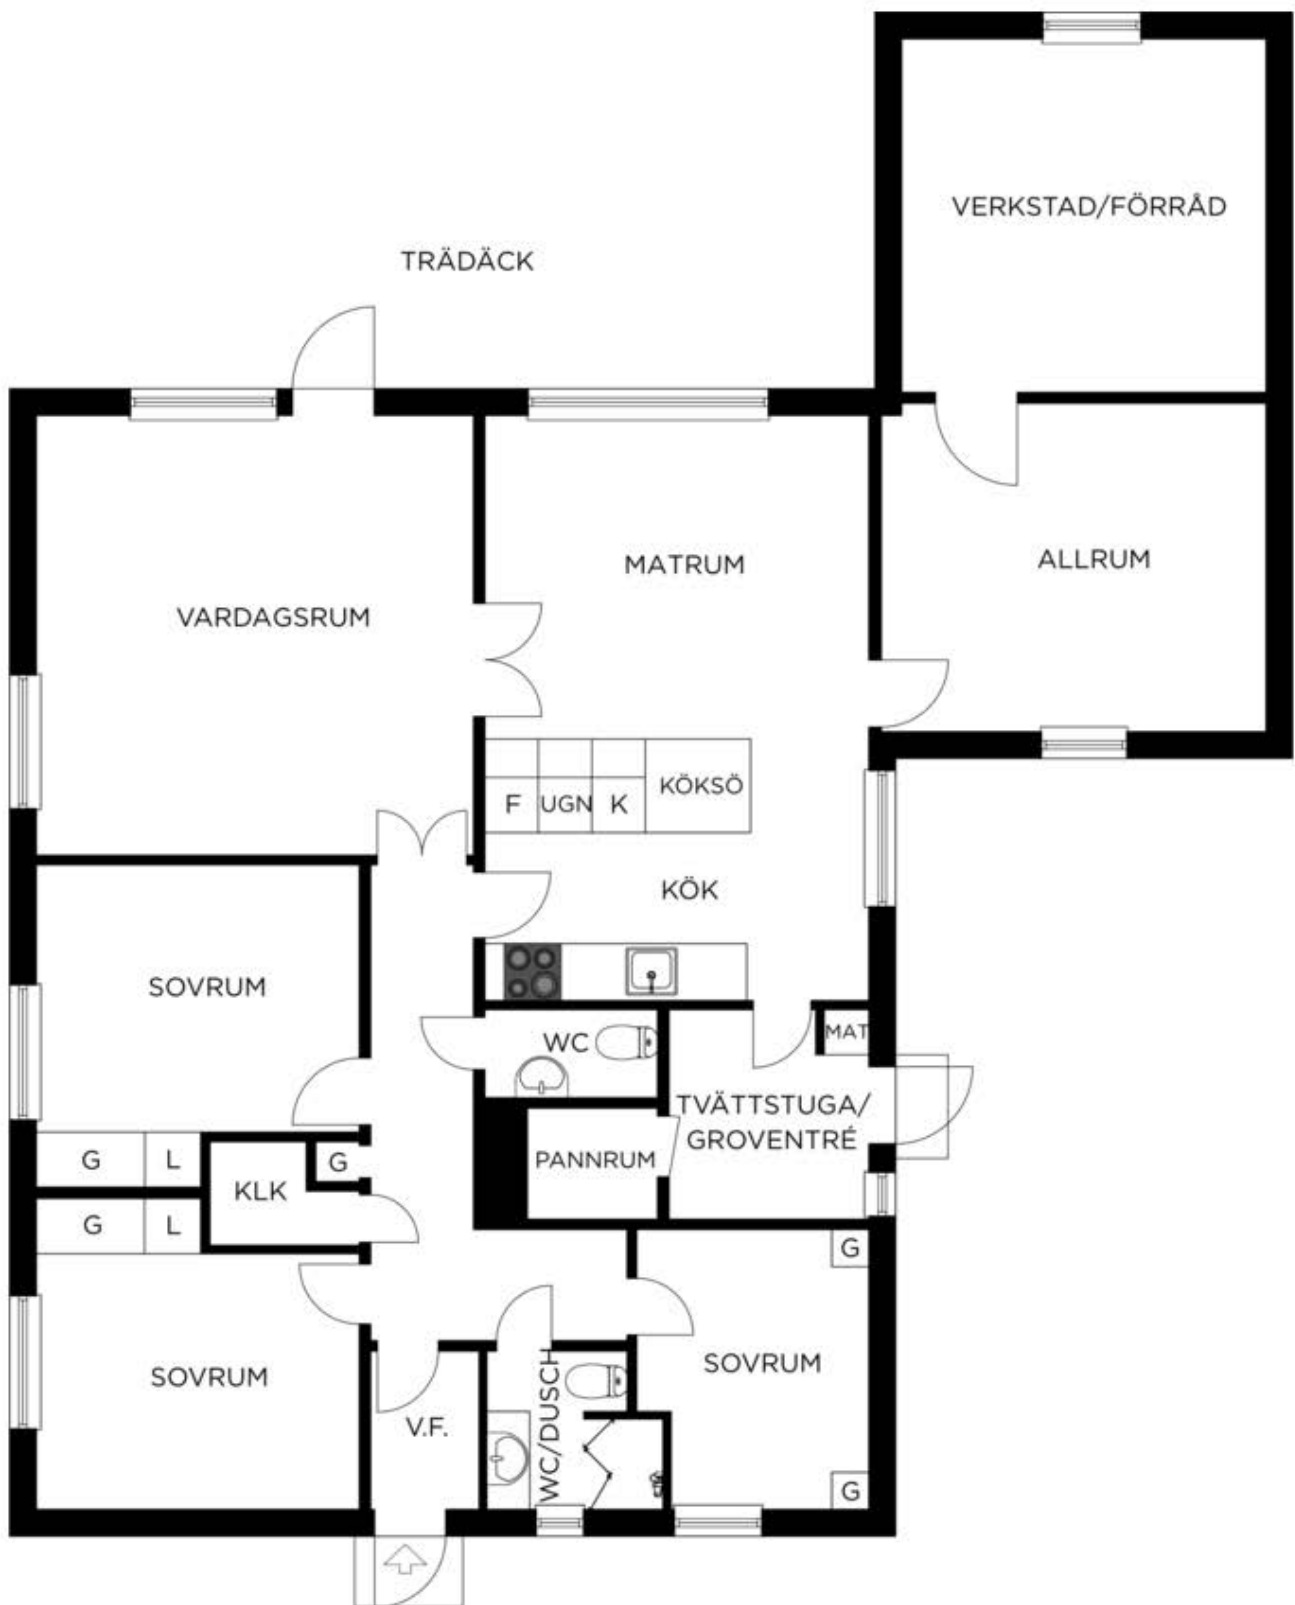 VERKSTAD/FÖRRÅD
TRÄDÄCK
MATRUM
ALLRUM
VARDAGSRUM
KÖKSÖ
F
UGN
K
KÖK
SOVRUM
WC
MAT
TVÄTTSTUGA/
GROVENTRÉ
PANNRUM
G
L
G
KLK
G
L
G
SOVRUM
SOVRUM
WC/DUSCH
V.F.
G